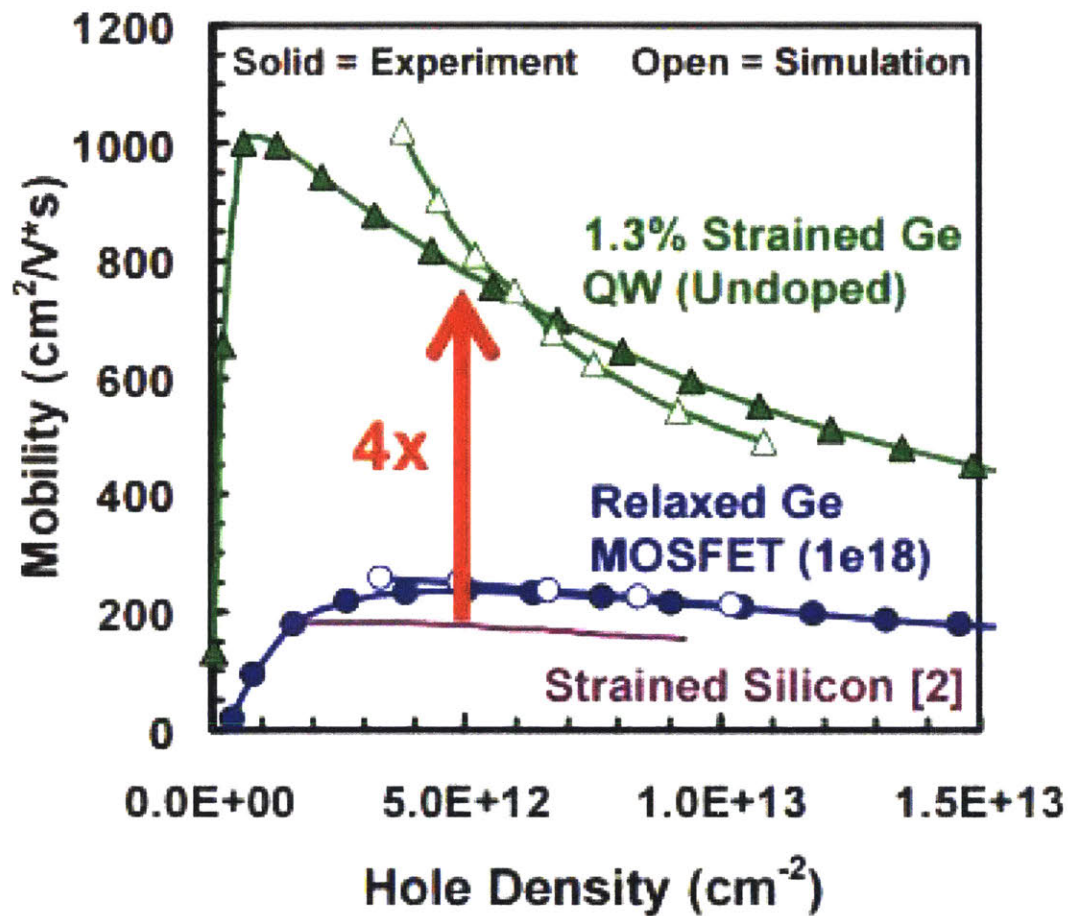 1200
Solid = Experiment Open = Simulation
1000
800
600
400
200
0
Mobility (cm²/V*s)
1.3% Strained Ge
QW (Undoped)
4x
Relaxed Ge
MOSFET (1e18)
Strained Silicon [2]
0.0E+00 5.0E+12 1.0E+13 1.5E+13
Hole Density (cm⁻²)